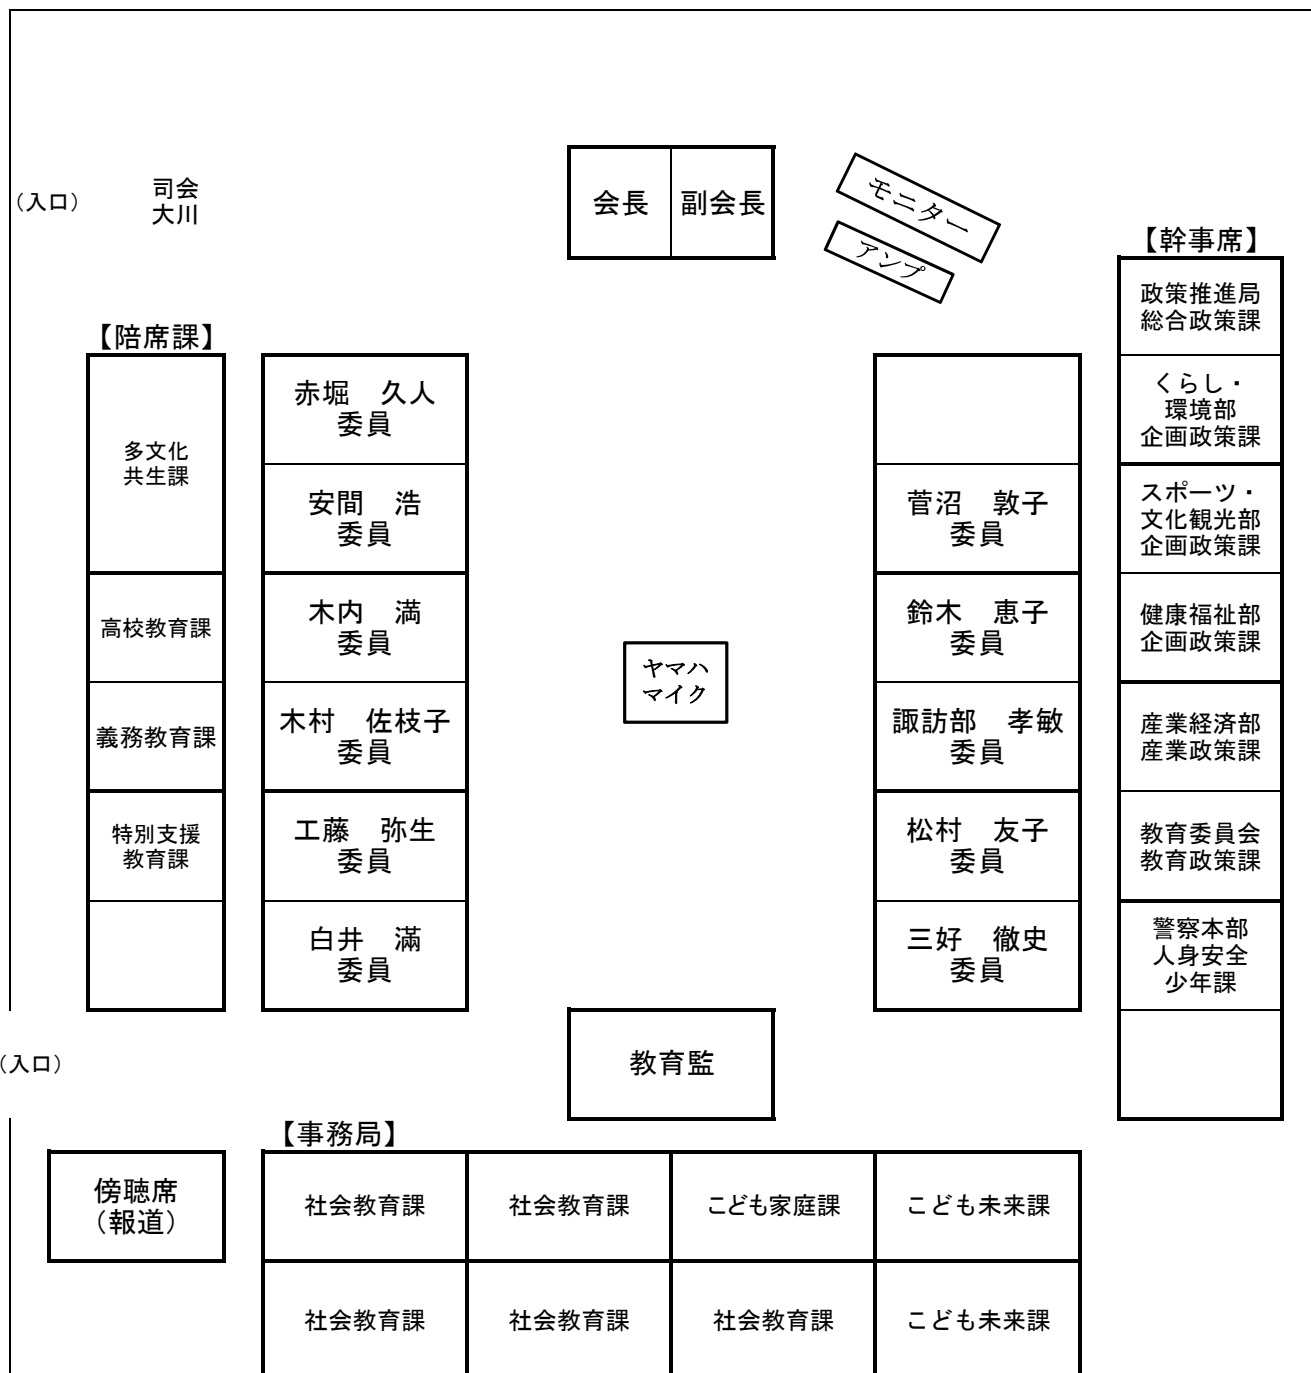 （入口）
司会
大川
会長
副会長
モニター
アンプ
【幹事席】
政策推進局
総合政策課
くらし・
環境部
企画政策課
スポーツ・
文化観光部
企画政策課
健康福祉部
企画政策課
産業経済部
産業政策課
教育委員会
教育政策課
警察本部
人身安全
少年課
【陪席課】
多文化
共生課
高校教育課
義務教育課
特別支援
教育課
赤堀　久人
委員
安間　浩
委員
木内　満
委員
木村　佐枝子
委員
工藤　弥生
委員
白井　滿
委員
ヤマハ
マイク
菅沼　敦子
委員
鈴木　恵子
委員
諏訪部　孝敏
委員
松村　友子
委員
三好　徹史
委員
（入口）
教育監
【事務局】
傍聴席
（報道）
社会教育課
社会教育課
こども家庭課
こども未来課
社会教育課
社会教育課
社会教育課
こども未来課